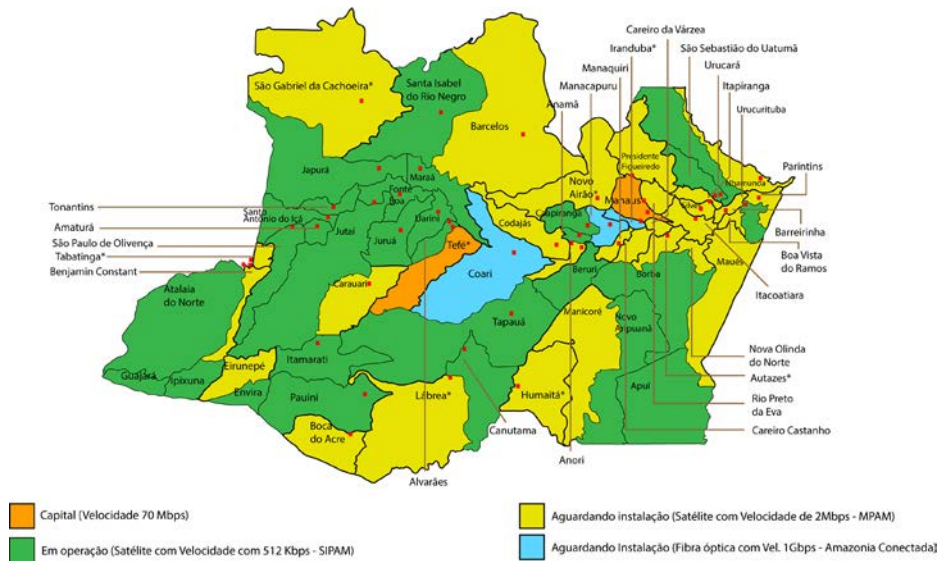 Careiro da Várzea
Iranduba*
São Sebastião do Uatumã
Manaquiri
Urucará
Manacapuru
Itapiranga
Anamã
Urucurituba
São Gabriel da Cachoeira*
Santa Isabel
do Rio Negro
Barcelos
Presidente
Figueiredo
Parintins
Japurá
Maraã
Novo
Airão*
Nhamundá
Fonte
Boa
Manaus
Silves
Tonantins
Santo
Antônio do Içá
Uarini
Codajás
Caapiranga
Barreirinha
Amaturá
Jutaí
Juruá
Tefé*
São Paulo de Olivença
Boa Vista
do Ramos
Tabatinga*
Maués
Benjamin Constant
Coari
Beruri
Borba
Itacoatiara
Atalaia
do Norte
Carauari
Manicoré
Tapauá
Novo
Aripuanã
Itamarati
Nova Olinda
do Norte
Eirunepé
Guajará
Ipixuna
Autazes*
Envira
Pauini
Lábrea*
Humaitá*
Apuí
Rio Preto
da Eva
Boca
do Acre
Canutama
Careiro Castanho
Anori
Alvarães
Capital (Velocidade 70 Mbps)
Aguardando instalação (Satélite com Velocidade de 2Mbps - MPAM)
Em operação (Satélite com Velocidade com 512 Kbps - SIPAM)
Aguardando Instalação (Fibra óptica com Vel. 1Gbps - Amazonia Conectada)